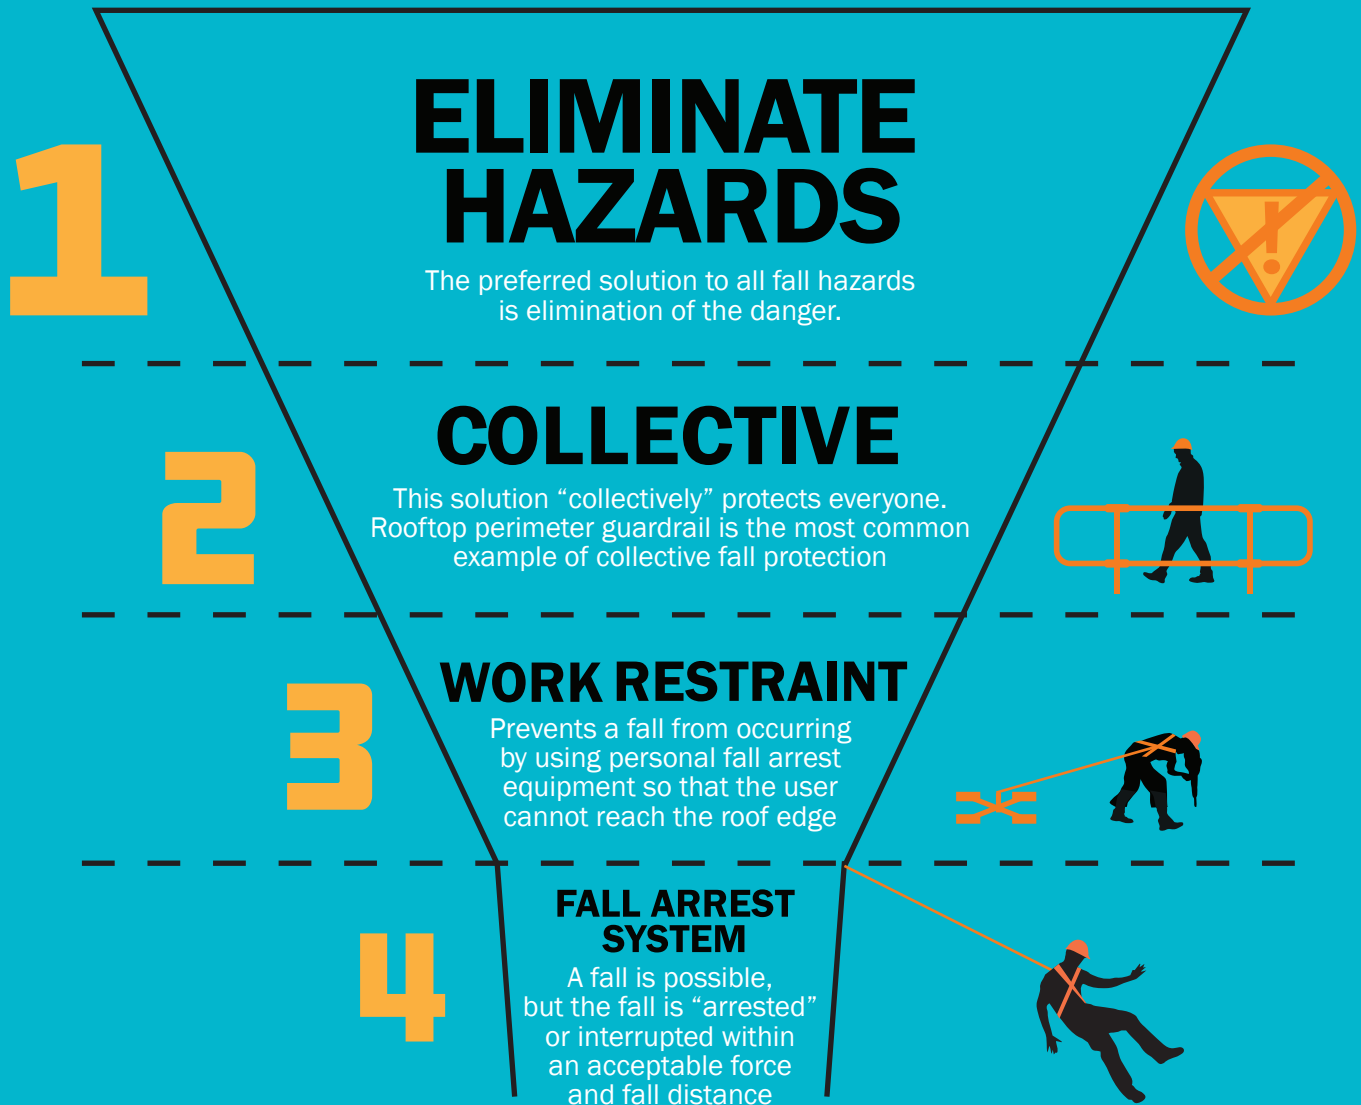 1
ELIMINATE
HAZARDS
The preferred solution to all fall hazards
is elimination of the danger.
!
2
COLLECTIVE
This solution “collectively” protects everyone.
Rooftop perimeter guardrail is the most common
example of collective fall protection
3
WORK RESTRAINT
Prevents a fall from occurring
by using personal fall arrest
equipment so that the user
cannot reach the roof edge
4
FALL ARREST
SYSTEM
A fall is possible,
but the fall is “arrested”
or interrupted within
an acceptable force
and fall distance